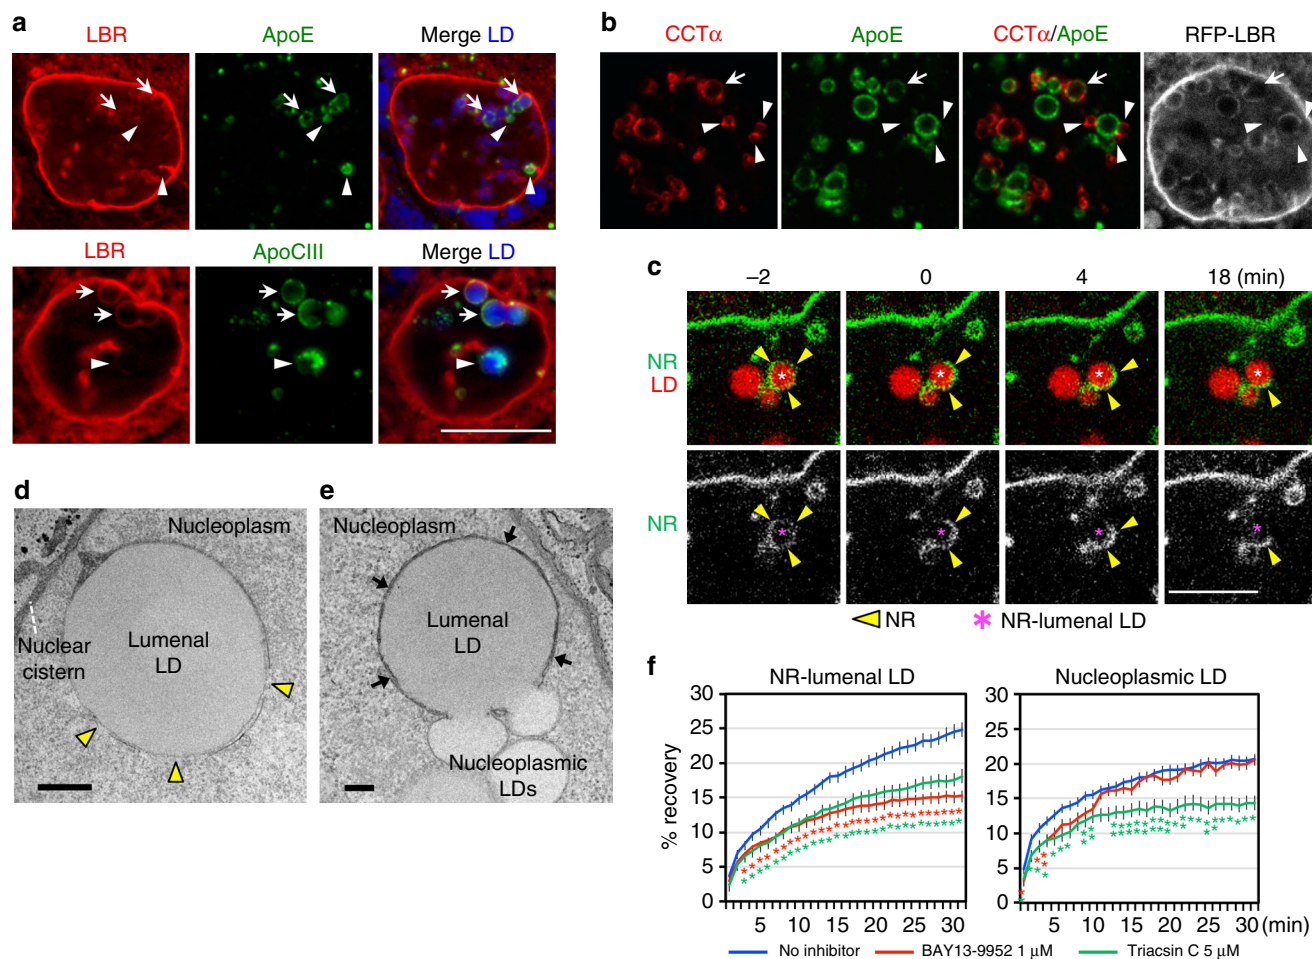 a
LBR
ApoE
Merge LD
LBR
ApoCIII
Merge LD
b
CCTα
ApoE
CCTα/ApoE
RFP-LBR
c
–2
0
4
18 (min)
NR
LD
NR
NR
* NR-lumenal LD
d
Nucleoplasm
Lumenal
LD
Nuclear
cistern
e
Nucleoplasm
Lumenal
LD
Nucleoplasmic
LDs
f
NR-lumenal LD
% recovery
30
25
20
15
10
5
0
5 10 15 20 25 30
Nucleoplasmic LD
30
25
20
15
10
5
0
5 10 15 20 25 30 (min)
No inhibitor
BAY13-9952 1 μM
Triacsin C 5 μM